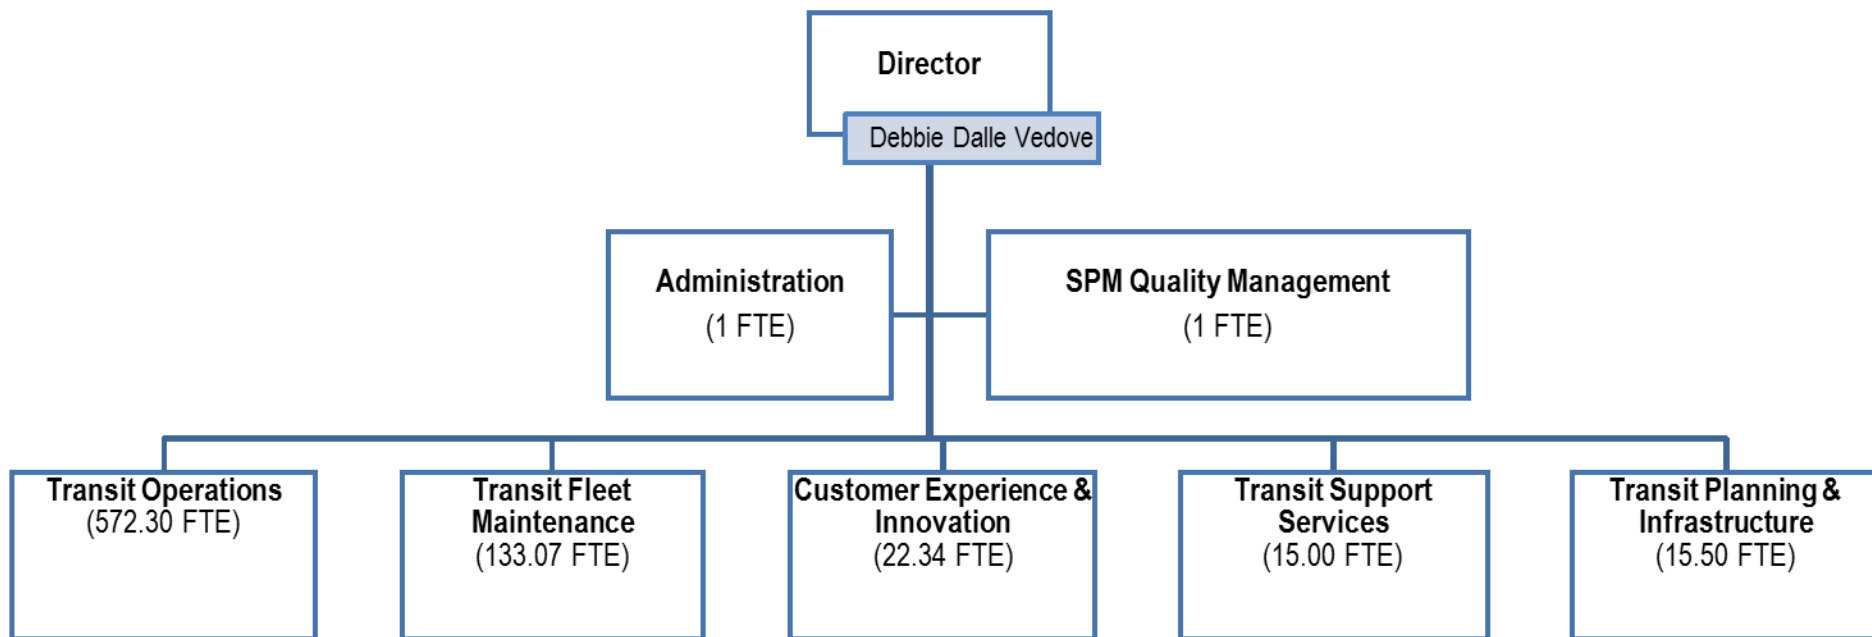 Director
Debbie Dalle Vedove
Administration
(1 FTE)
SPM Quality Management
(1 FTE)
Transit Operations
(572.30 FTE)
Transit Fleet
Maintenance
(133.07 FTE)
Customer Experience &
Innovation
(22.34 FTE)
Transit Support
Services
(15.00 FTE)
Transit Planning &
Infrastructure
(15.50 FTE)